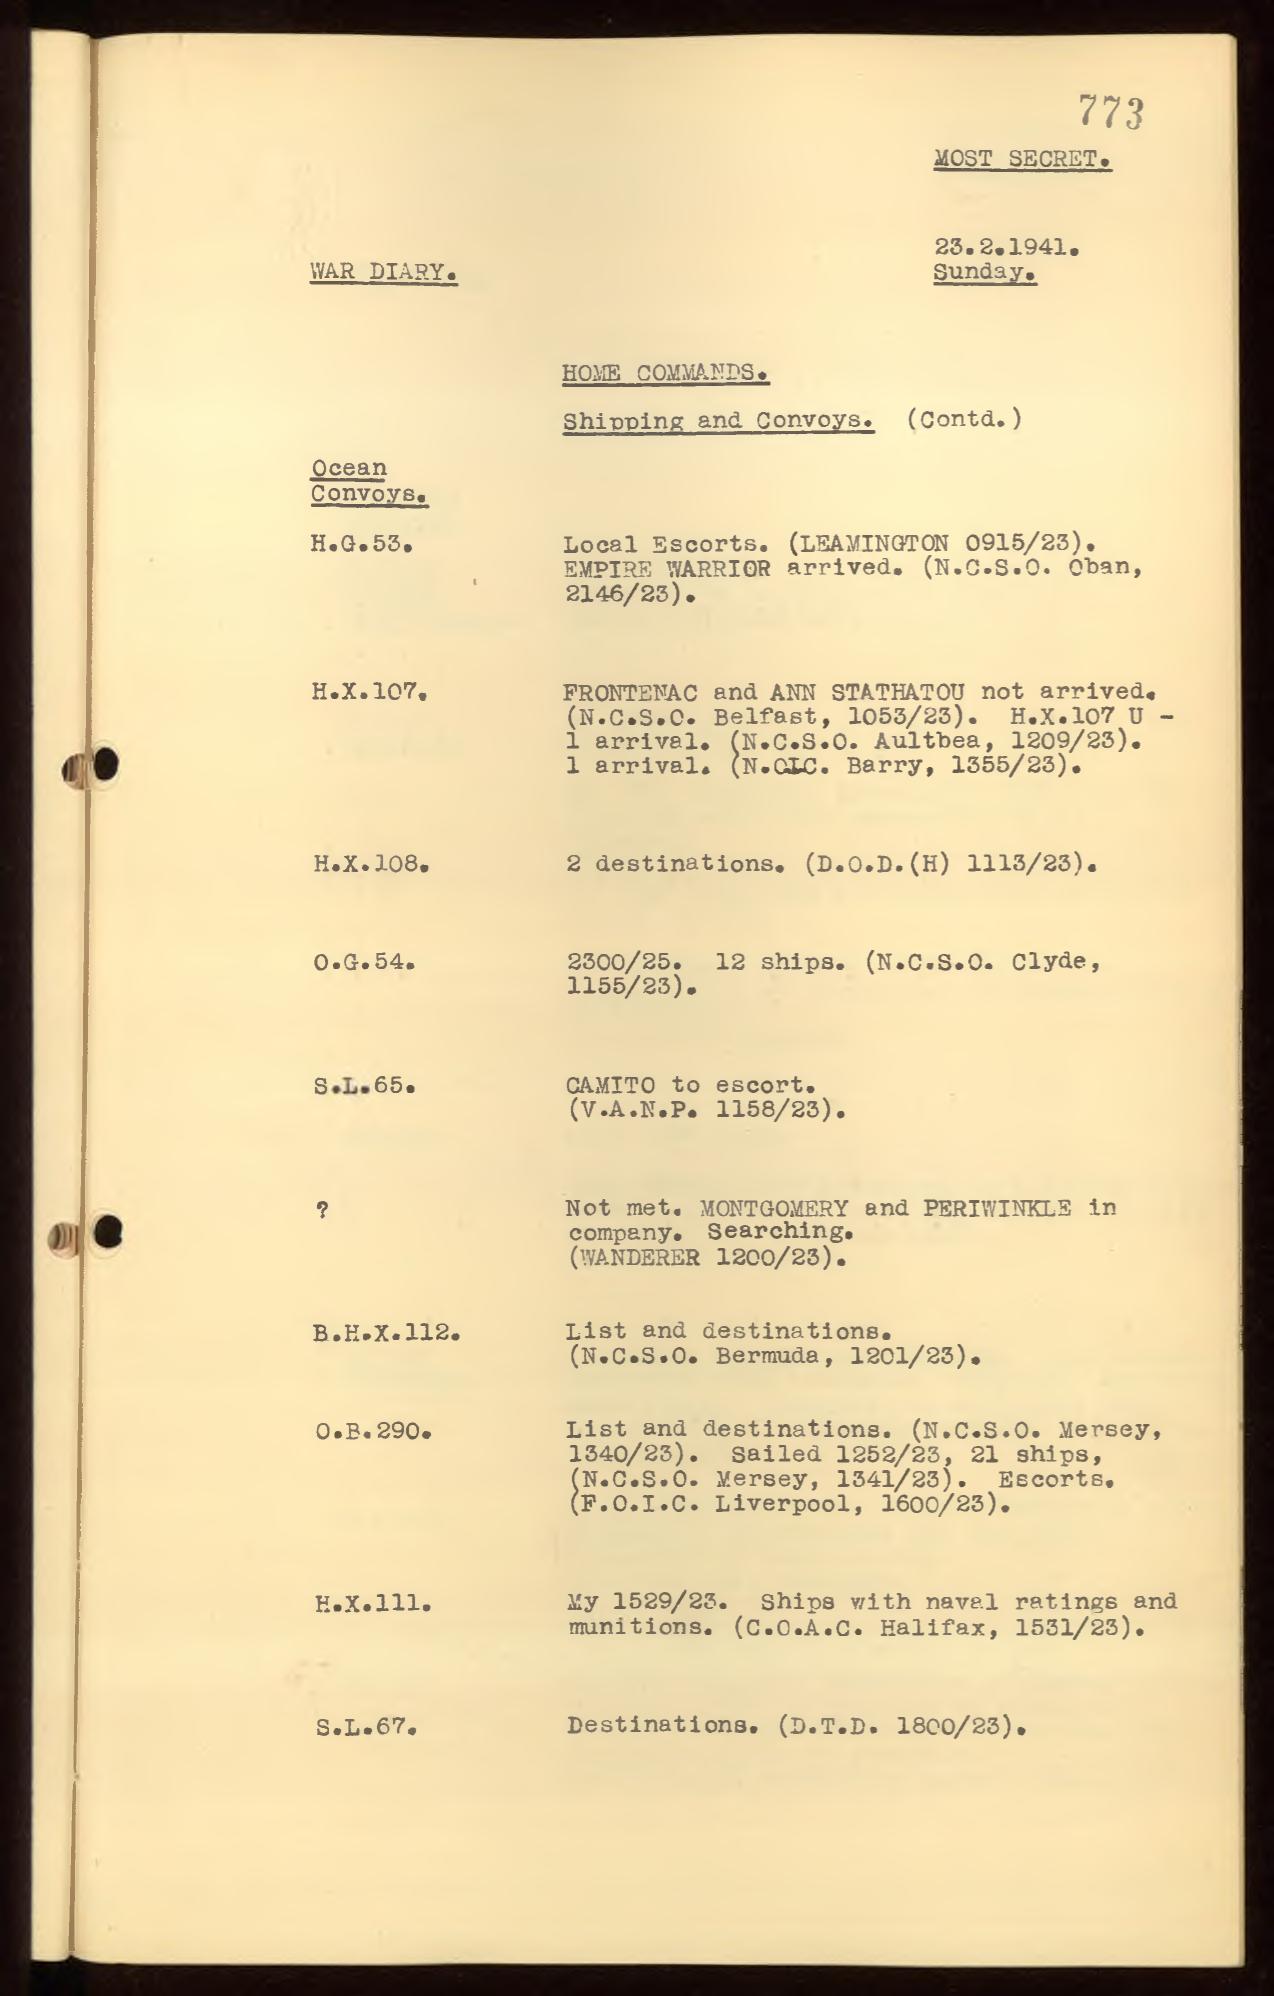 773
MOST SECRET.
23.2.1941.
WAR DIARY.
Sunday.
HOME COMMANDS.
Shipping and Convoys. (Contd.)
Ocean
Convoys.
H.G.53. Local Escorts. (LEAMINGTON 0915/23).
EMPIRE WARRIOR arrived. (N.C.S.O. Oban,
2146/23).
H.X.107. FRONTENAC and ANN STATHATOU not arrived.
(N.C.S.O. Belfast, 1053/23). H.X.107 U -
1 arrival. (N.C.S.O. Aultbea, 1209/23).
1 arrival. (N.OIC. Barry, 1355/23).
H.X.108. 2 destinations. (D.O.D.(H) 1113/23).
O.G.54. 2300/25. 12 ships. (N.C.S.O. Clyde,
1155/23).
S.L.65. CAMITO to escort.
(V.A.N.P. 1158/23).
? Not met. MONTGOMERY and PERIWINKLE in
company. Searching.
(WANDERER 1200/23).
B.H.X.112. List and destinations.
(N.C.S.O. Bermuda, 1201/23).
O.B.290. List and destinations. (N.C.S.O. Mersey,
1340/23). Sailed 1252/23, 21 ships,
(N.C.S.O. Mersey, 1341/23). Escorts.
(F.O.I.C. Liverpool, 1600/23).
H.X.111. My 1529/23. Ships with naval ratings and
munitions. (C.O.A.C. Halifax, 1531/23).
S.L.67. Destinations. (D.T.D. 1800/23).